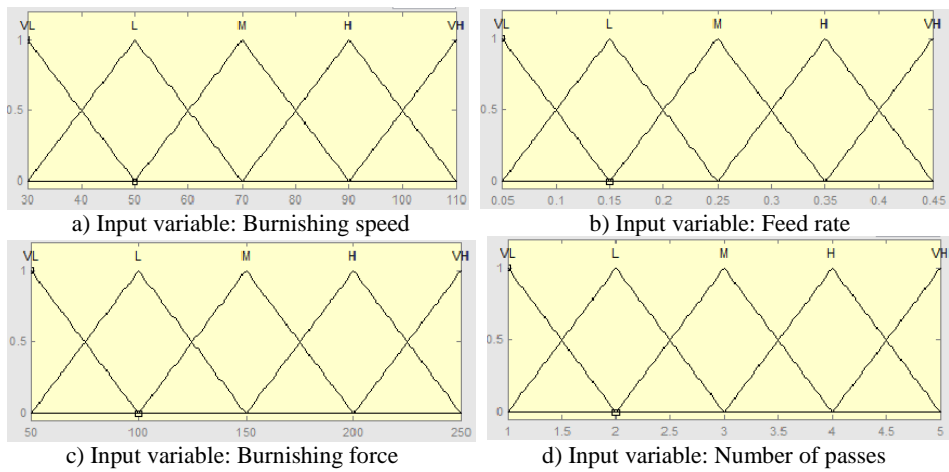 VL L M HI VH
1
0.5
0
30 40 50 60 70 80 90 100 110
a) Input variable: Burnishing speed
VL L M HI VH
1
0.5
0
0.05 0.1 0.15 0.2 0.25 0.3 0.35 0.4 0.45
b) Input variable: Feed rate
VL L M HI VH
1
0.5
0
50 100 150 200 250
c) Input variable: Burnishing force
VL L M H VH
1
0.5
0
1 1.5 2 2.5 3 3.5 4 4.5 5
d) Input variable: Number of passes